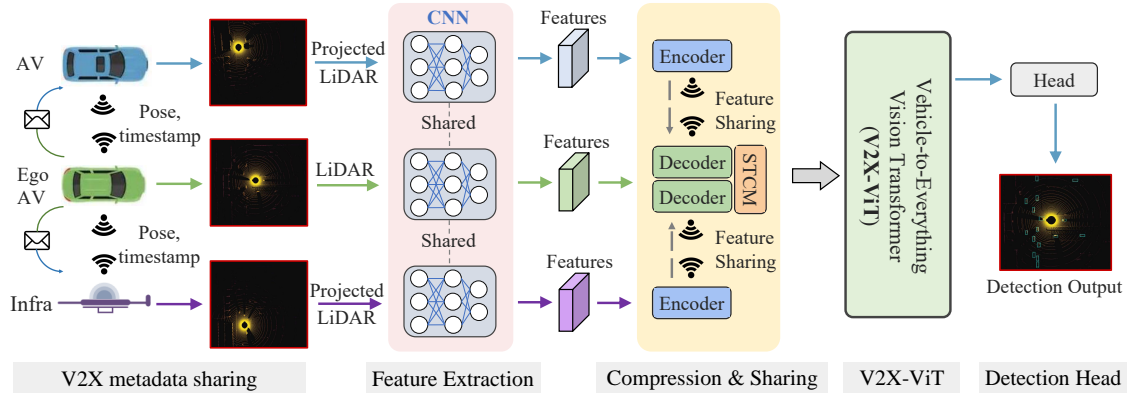 AV
Pose,
timestamp
Ego
AV
Pose,
timestamp
Infra
Projected
LiDAR
LiDAR
Projected
LiDAR
CNN
Shared
Shared
Features
Features
Features
Encoder
Feature
Sharing
Decoder
Decoder
STCM
Feature
Sharing
Encoder
Vehicle-to-Everything
Vision Transformer
(V2X-ViT)
Head
Detection Output
V2X metadata sharing
Feature Extraction
Compression & Sharing
V2X-ViT
Detection Head